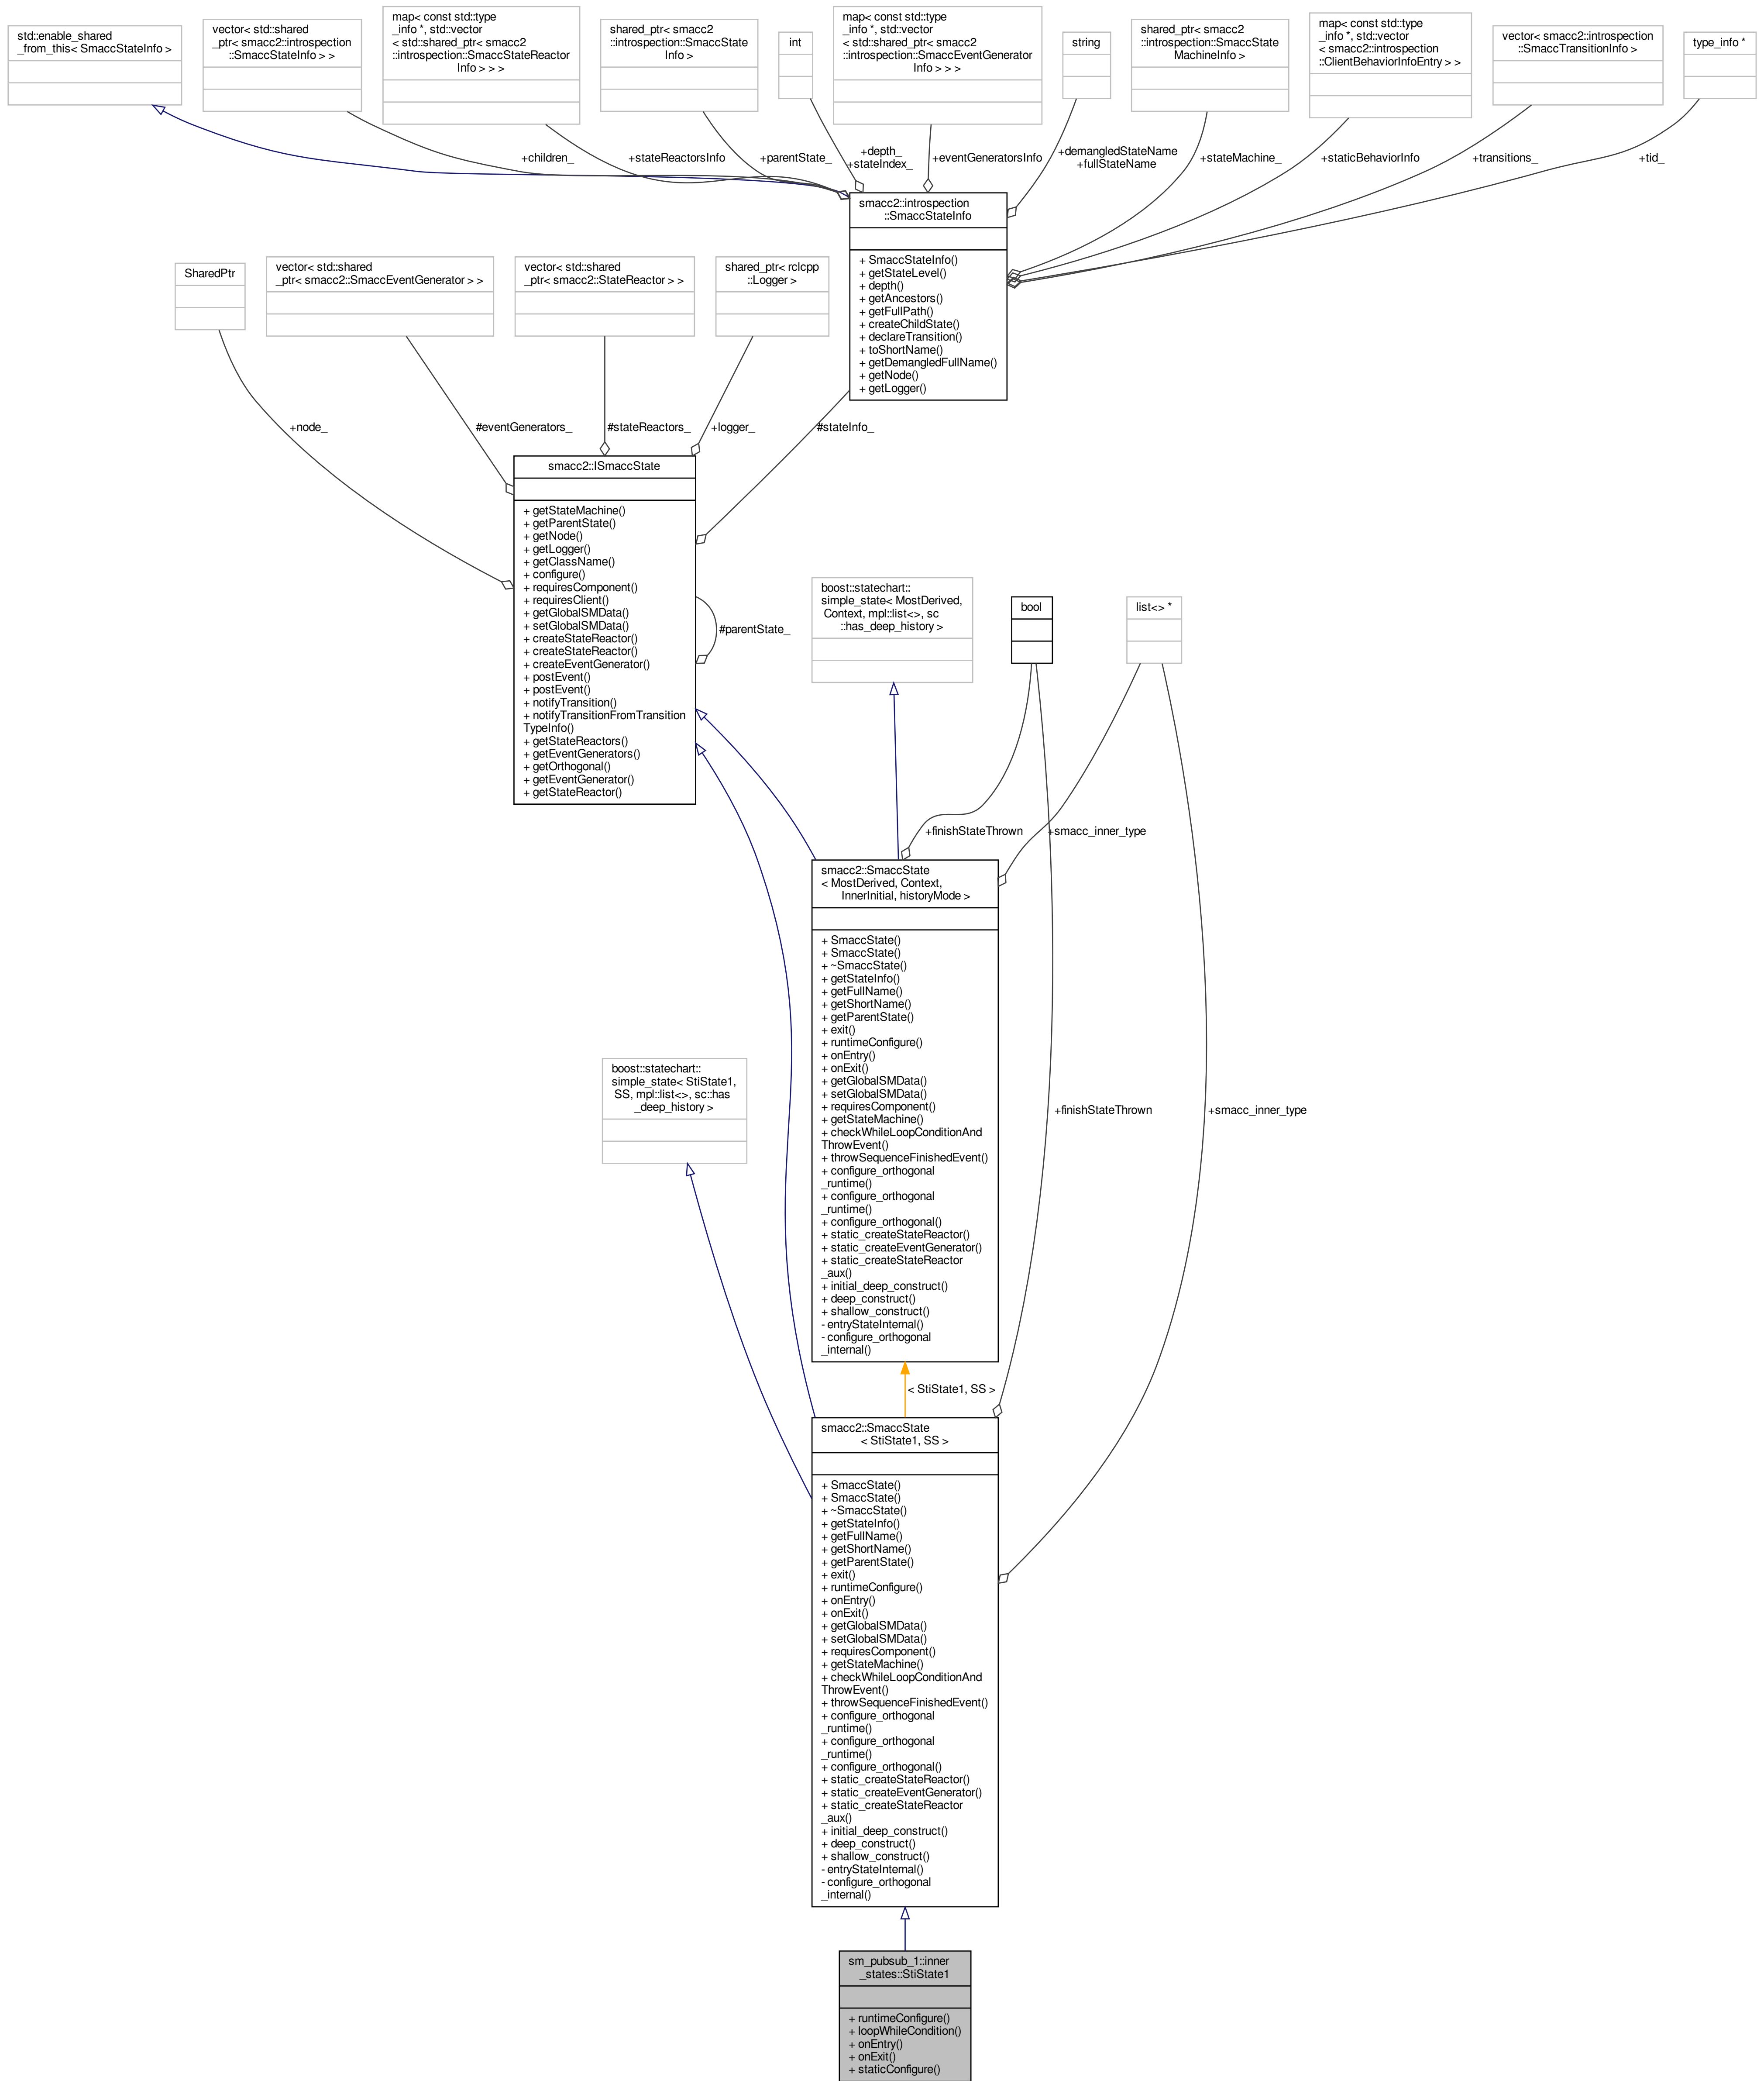 std::enable_shared
_from_this< SmaccStateInfo >
vector< std::shared
_ptr< smacc2::introspection
::SmaccStateInfo > >
map< const std::type
_info *, std::vector
< std::shared_ptr< smacc2
::introspection::SmaccStateReactor
Info > > >
shared_ptr< smacc2
::introspection::SmaccState
Info >
int
map< const std::type
_info *, std::vector
< std::shared_ptr< smacc2
::introspection::SmaccEventGenerator
Info > > >
string
shared_ptr< smacc2
::introspection::SmaccState
MachineInfo >
map< const std::type
_info *, std::vector
< smacc2::introspection
::ClientBehaviorInfoEntry > >
vector< smacc2::introspection
::SmaccTransitionInfo >
type_info *
+children_
+stateReactorsInfo
+parentState_
+depth_
+stateIndex_
+eventGeneratorsInfo
+demangledStateName
+fullStateName
+stateMachine_
+staticBehaviorInfo
+transitions_
+tid_
smacc2::introspection
::SmaccStateInfo
+ SmaccStateInfo()
+ getStateLevel()
+ depth()
+ getAncestors()
+ getFullPath()
+ createChildState()
+ declareTransition()
+ toShortName()
+ getDemangledFullName()
+ getNode()
+ getLogger()
SharedPtr
vector< std::shared
_ptr< smacc2::SmaccEventGenerator > >
vector< std::shared
_ptr< smacc2::StateReactor > >
shared_ptr< rclcpp
::Logger >
+node_
#eventGenerators_
#stateReactors_
+logger_
#stateInfo_
smacc2::ISmaccState
+ getStateMachine()
+ getParentState()
+ getNode()
+ getLogger()
+ getClassName()
+ configure()
+ requiresComponent()
+ requiresClient()
+ getGlobalSMData()
+ setGlobalSMData()
+ createStateReactor()
+ createStateReactor()
+ createEventGenerator()
+ postEvent()
+ postEvent()
+ notifyTransition()
+ notifyTransitionFromTransition
TypeInfo()
+ getStateReactors()
+ getEventGenerators()
+ getOrthogonal()
+ getEventGenerator()
+ getStateReactor()
#parentState_
boost::statechart::
simple_state< MostDerived,
Context, mpl::list<>, sc
::has_deep_history >
bool
list<> *
+finishStateThrown
+smacc_inner_type
smacc2::SmaccState
< MostDerived, Context,
InnerInitial, historyMode >
+ SmaccState()
+ SmaccState()
+ ~SmaccState()
+ getStateInfo()
+ getFullName()
+ getShortName()
+ getParentState()
+ exit()
+ runtimeConfigure()
+ onEntry()
+ onExit()
+ getGlobalSMData()
+ setGlobalSMData()
+ requiresComponent()
+ getStateMachine()
+ checkWhileLoopConditionAnd
ThrowEvent()
+ throwSequenceFinishedEvent()
+ configure_orthogonal
_runtime()
+ configure_orthogonal
_runtime()
+ configure_orthogonal()
+ static_createStateReactor()
+ static_createEventGenerator()
+ static_createStateReactor
_aux()
+ initial_deep_construct()
+ deep_construct()
+ shallow_construct()
- entryStateInternal()
- configure_orthogonal
_internal()
boost::statechart::
simple_state< StiState1,
SS, mpl::list<>, sc::has
_deep_history >
+finishStateThrown
+smacc_inner_type
< StiState1, SS >
smacc2::SmaccState
< StiState1, SS >
+ SmaccState()
+ SmaccState()
+ ~SmaccState()
+ getStateInfo()
+ getFullName()
+ getShortName()
+ getParentState()
+ exit()
+ runtimeConfigure()
+ onEntry()
+ onExit()
+ getGlobalSMData()
+ setGlobalSMData()
+ requiresComponent()
+ getStateMachine()
+ checkWhileLoopConditionAnd
ThrowEvent()
+ throwSequenceFinishedEvent()
+ configure_orthogonal
_runtime()
+ configure_orthogonal
_runtime()
+ configure_orthogonal()
+ static_createStateReactor()
+ static_createEventGenerator()
+ static_createStateReactor
_aux()
+ initial_deep_construct()
+ deep_construct()
+ shallow_construct()
- entryStateInternal()
- configure_orthogonal
_internal()
sm_pubsub_1::inner
_states::StiState1
+ runtimeConfigure()
+ loopWhileCondition()
+ onEntry()
+ onExit()
+ staticConfigure()